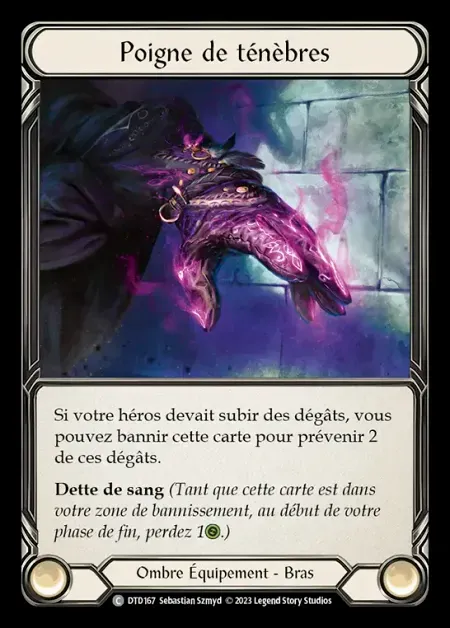 Poigne de ténèbres
Si votre héros devait subir des dégâts, vous
pouvez bannir cette carte pour prévenir 2
de ces dégâts.
Dette de sang (Tant que cette carte est dans
votre zone de bannissement, au début de votre
phase de fin, perdez 1.)
Ombre Équipement - Bras
C DTD167 Sebastian Szmyd © 2023 Legend Story Studios